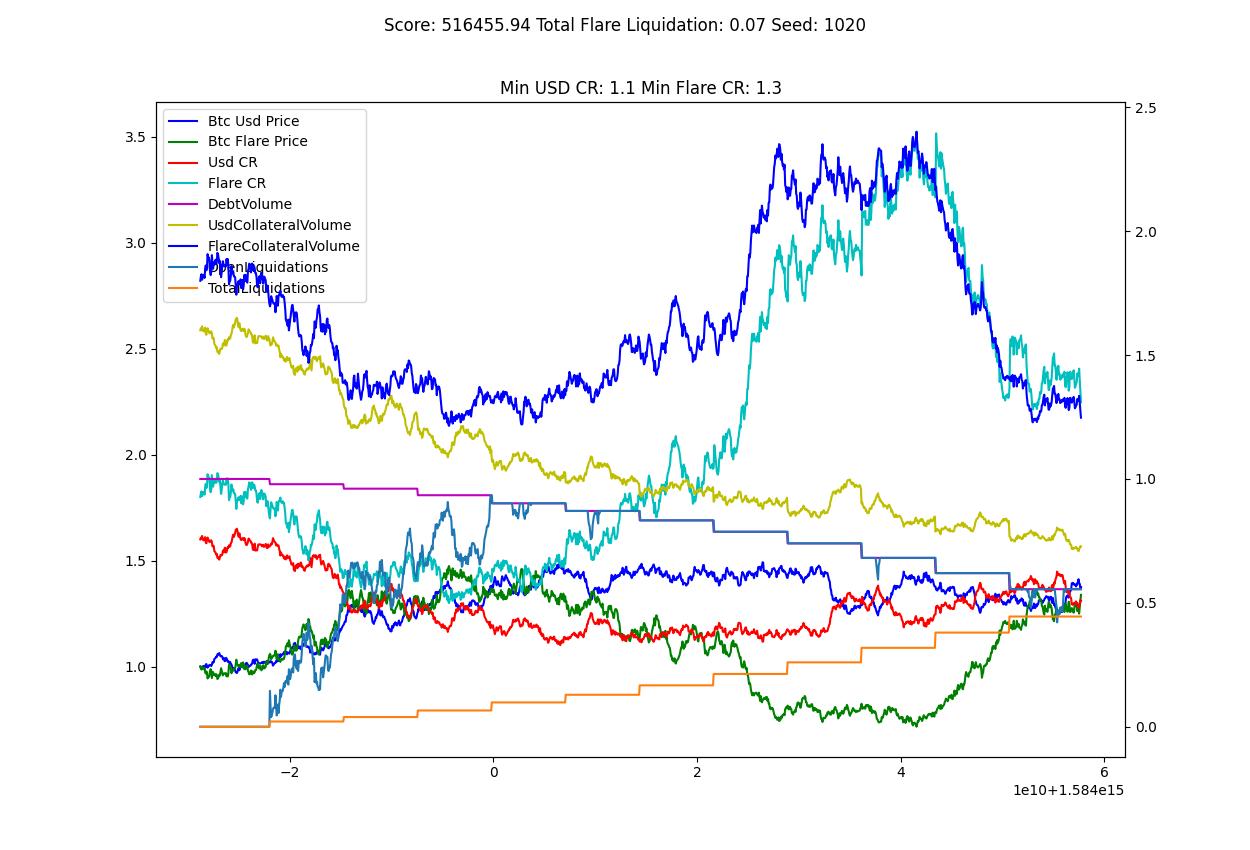 Score: 516455.94 Total Flare Liquidation: 0.07 Seed: 1020
Min USD CR: 1.1 Min Flare CR: 1.3
Btc Usd Price
Btc Flare Price
Usd CR
Flare CR
DebtVolume
UsdCollateralVolume
FlareCollateralVolume
OpenLiquidations
TotalLiquidations
3.5
3.0
2.5
2.0
1.5
1.0
2.5
2.0
1.5
1.0
0.5
0.0
−2 0 2 4 6
1e10+1.584e15